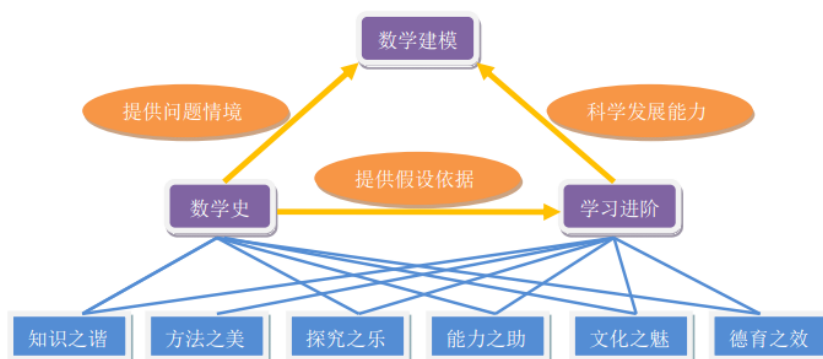 数学建模
提供问题情境
科学发展能力
提供假设依据
数学史
学习进阶
知识之谐
方法之美
探究之乐
能力之助
文化之魅
德育之效